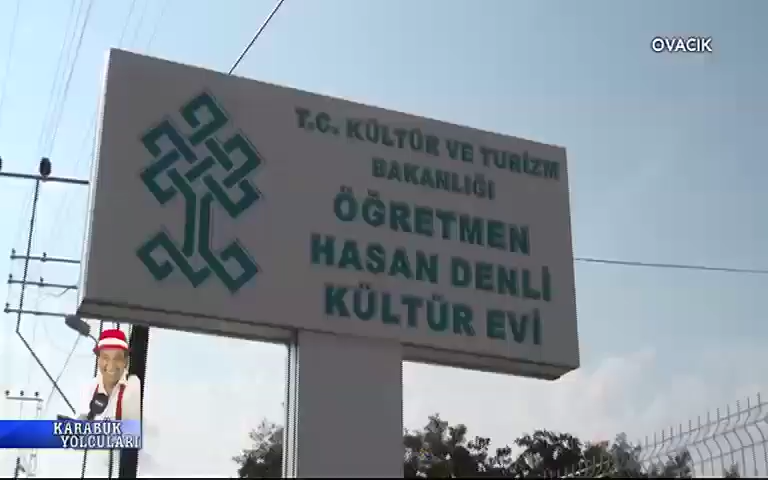 OVACIK
T.C. KÜLTÜR VE TURİZM
BAKANLIĞI
ÖĞRETMEN
HASAN DENLİ
KÜLTÜR EVİ
KARABÜK
YOLCULARI